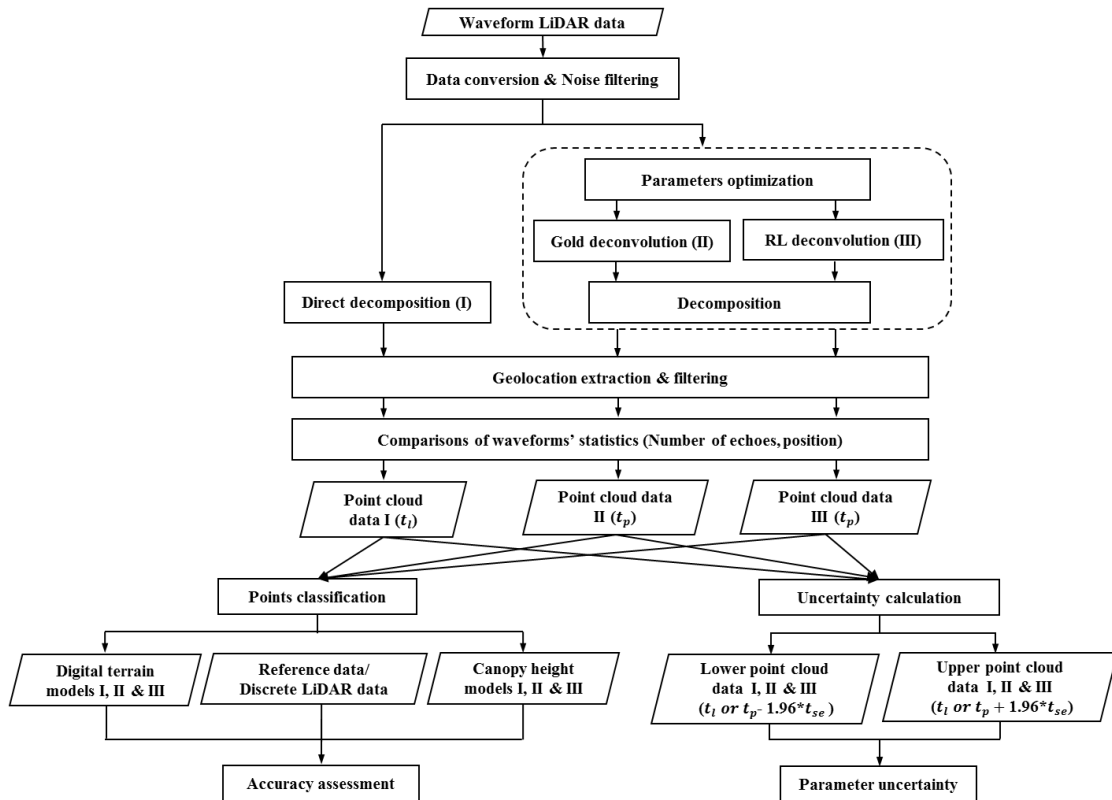 Waveform LiDAR data
Data conversion & Noise filtering
Parameters optimization
Gold deconvolution (II)
RL deconvolution (III)
Direct decomposition (I)
Decomposition
Geolocation extraction & filtering
Comparisons of waveforms' statistics (Number of echoes, position)
Point cloud
data I (t_l)
Point cloud data
II (t_p)
Point cloud data
III (t_p)
Points classification
Uncertainty calculation
Digital terrain
models I, II & III
Reference data/
Discrete LiDAR data
Canopy height
models I, II & III
Lower point cloud
data I, II & III
(t_l or t_p- 1.96*t_se)
Upper point cloud
data I, II & III
(t_l or t_p + 1.96*t_se)
Accuracy assessment
Parameter uncertainty